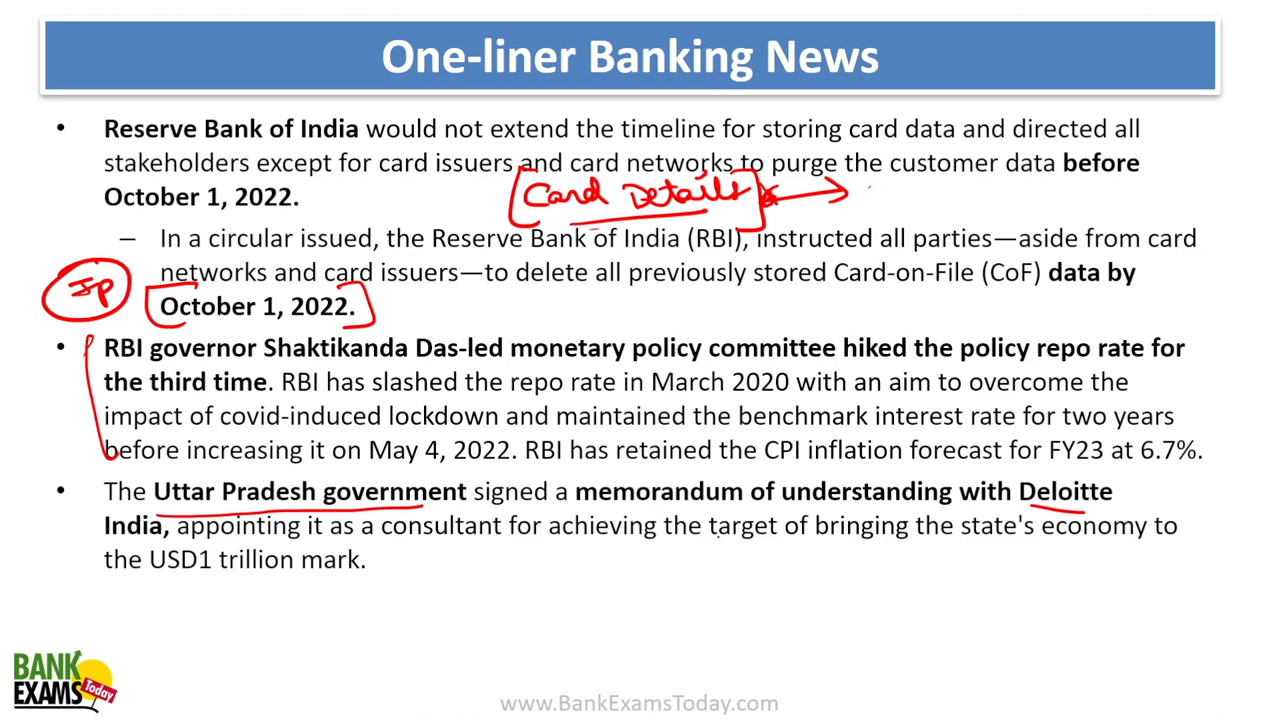 One-liner Banking News
• Reserve Bank of India would not extend the timeline for storing card data and directed all
stakeholders except for card issuers and card networks to purge the customer data before
October 1, 2022.
Card Details
– In a circular issued, the Reserve Bank of India (RBI), instructed all parties—aside from card
networks and card issuers—to delete all previously stored Card-on-File (CoF) data by
Ip
October 1, 2022.
• RBI governor Shaktikanda Das-led monetary policy committee hiked the policy repo rate for
the third time. RBI has slashed the repo rate in March 2020 with an aim to overcome the
impact of covid-induced lockdown and maintained the benchmark interest rate for two years
before increasing it on May 4, 2022. RBI has retained the CPI inflation forecast for FY23 at 6.7%.
• The Uttar Pradesh government signed a memorandum of understanding with Deloitte
India, appointing it as a consultant for achieving the target of bringing the state's economy to
the USD1 trillion mark.
BANK
EXAMS Today
www.BankExamsToday.com